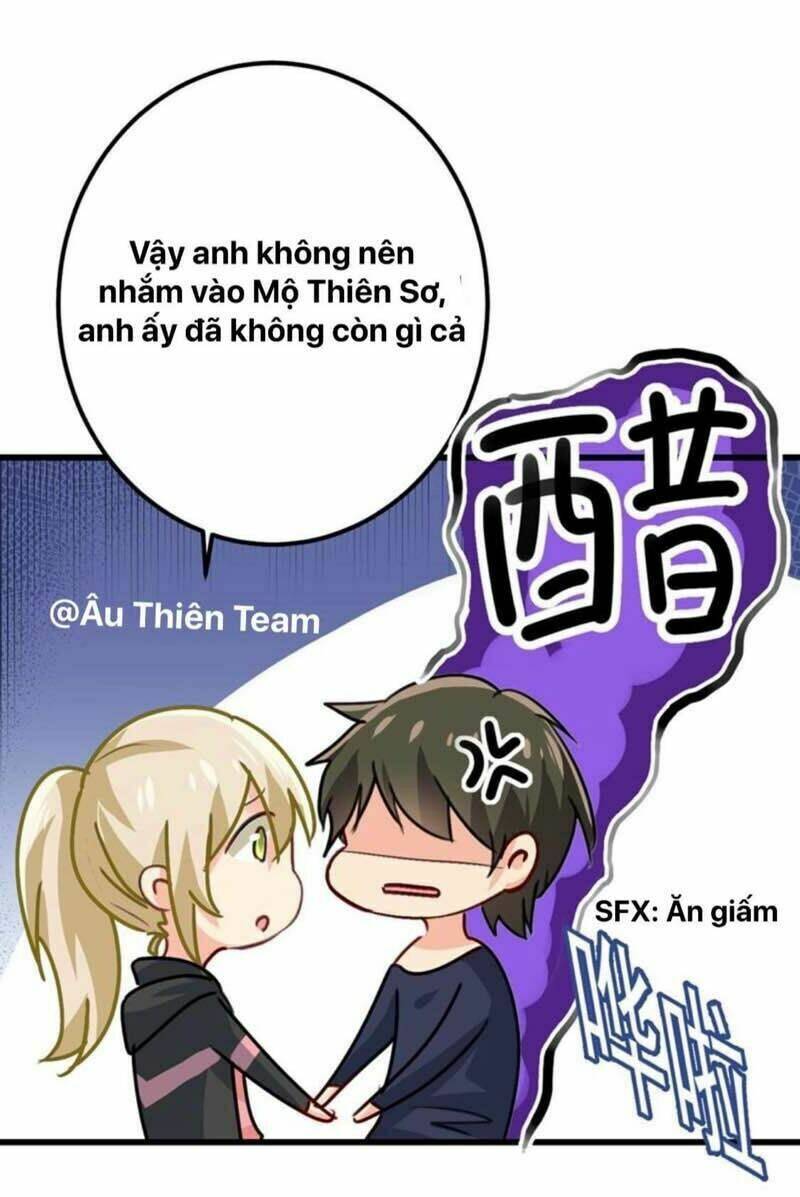 Vậy anh không nên
nhắm vào Mộ Thiên Sơ,
anh ấy đã không còn gì cả
醋
@Âu Thiên Team
SFX: Ăn giấm
哗啦